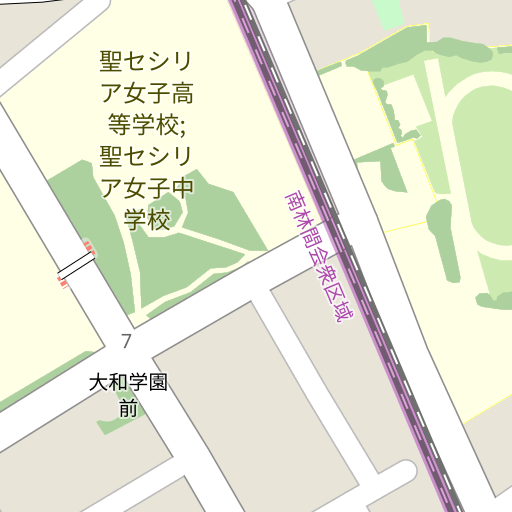 聖セシリ
ア女子高
等学校;
聖セシリ
ア女子中
学校
南林間会衆区域
7
大和学園
前